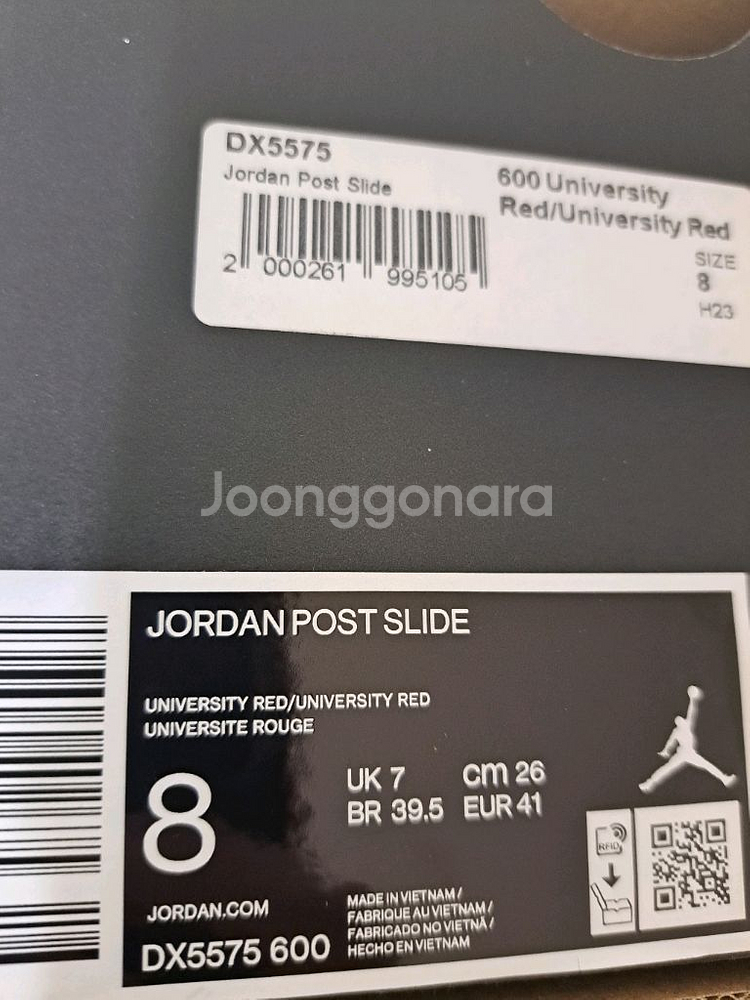 DX5575
Jordan Post Slide
600 University
Red/University Red
2 000261 995105
SIZE
8
H23
Joonggonara
JORDAN POST SLIDE
UNIVERSITY RED/UNIVERSITY RED
UNIVERSITE ROUGE
8
UK 7 cm 26
BR 39.5 EUR 41
RFID
JORDAN.COM
DX5575 600
MADE IN VIETNAM /
FABRIQUE AU VIETNAM /
FABRICADO NO VIETNÃ /
HECHO EN VIETNAM